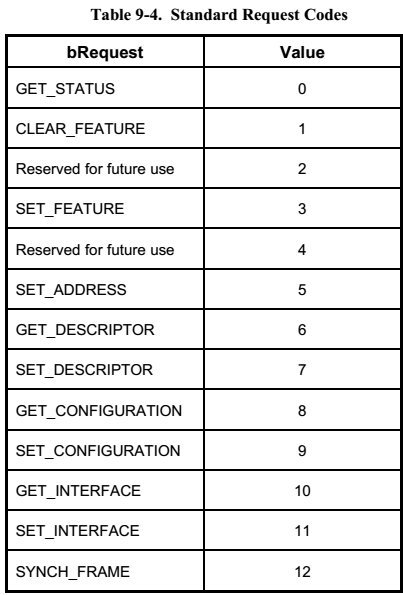 Table 9-4. Standard Request Codes
bRequest Value
GET_STATUS 0
CLEAR_FEATURE 1
Reserved for future use 2
SET_FEATURE 3
Reserved for future use 4
SET_ADDRESS 5
GET_DESCRIPTOR 6
SET_DESCRIPTOR 7
GET_CONFIGURATION 8
SET_CONFIGURATION 9
GET_INTERFACE 10
SET_INTERFACE 11
SYNCH_FRAME 12